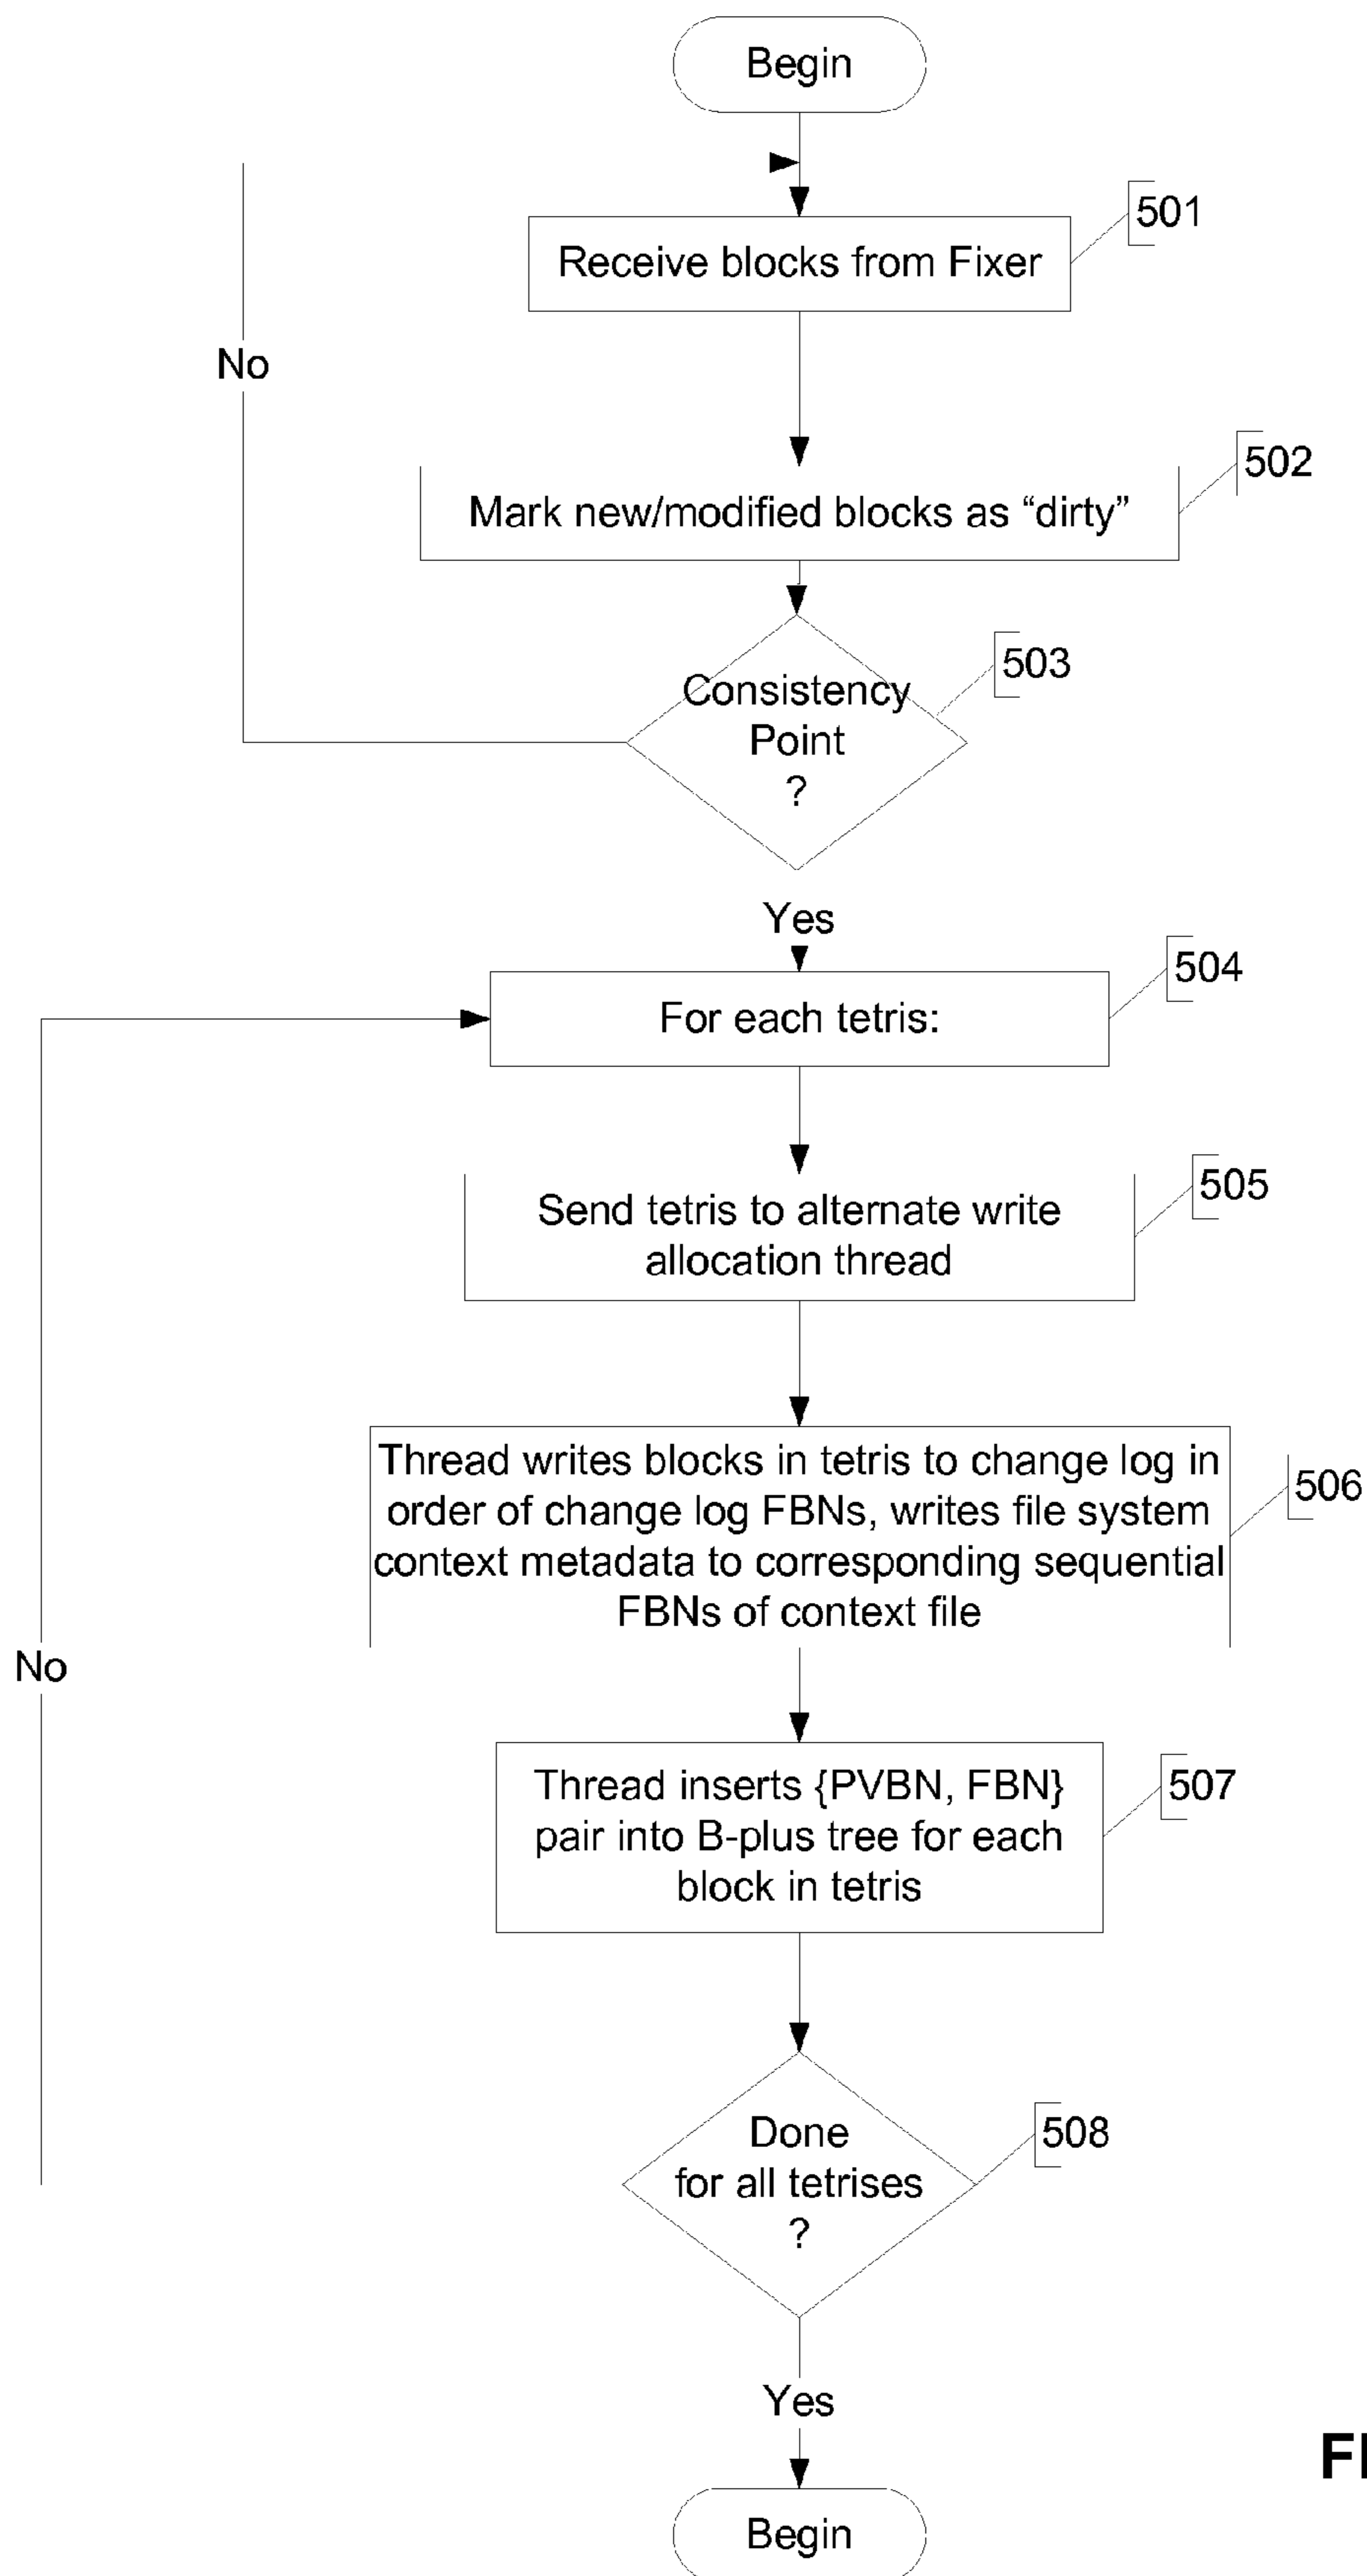 Begin
501
Receive blocks from Fixer
No
502
Mark new/modified blocks as “dirty”
503
Consistency
Point
?
Yes
504
For each tetris:
505
Send tetris to alternate write
allocation thread
Thread writes blocks in tetris to change log in
506
order of change log FBNs, writes file system
context metadata to corresponding sequential
FBNs of context file
No
Thread inserts {PVBN, FBN}
507
pair into B-plus tree for each
block in tetris
Done
508
for all tetrises
?
Yes
Begin